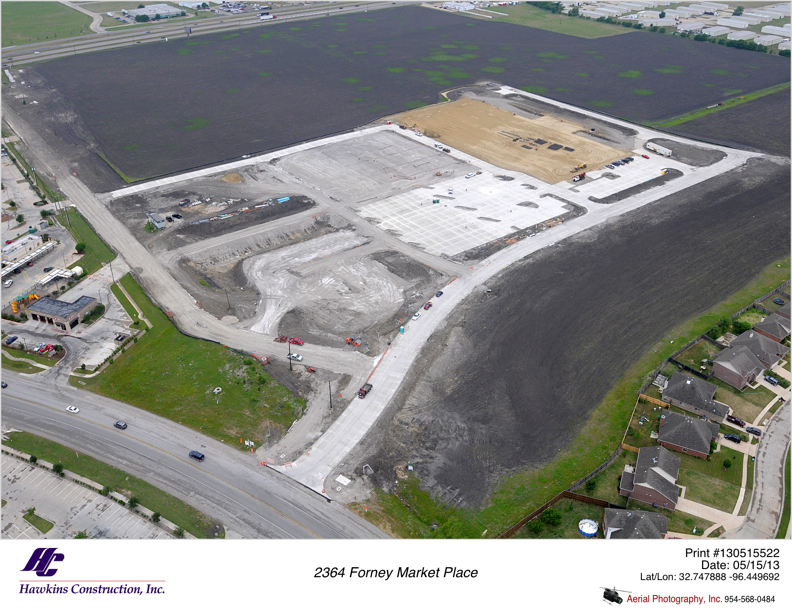 HC
Hawkins Construction, Inc.
2364 Forney Market Place
Print #130515522
Date: 05/15/13
Lat/Lon: 32.747888 -96.449692
Aerial Photography, Inc. 954-568-0484